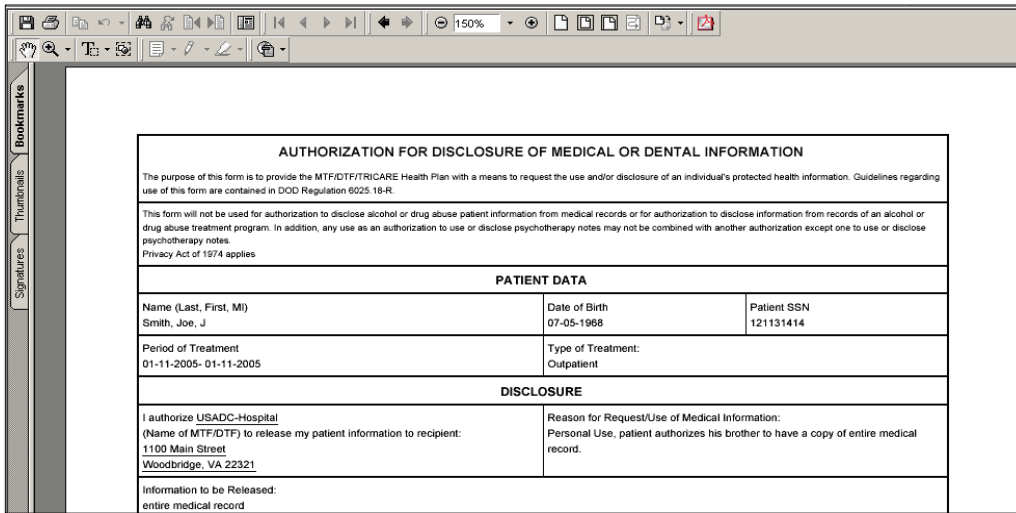 150%
Bookmarks
Thumbnails
Signatures
AUTHORIZATION FOR DISCLOSURE OF MEDICAL OR DENTAL INFORMATION
The purpose of this form is to provide the MTF/DTF/TRICARE Health Plan with a means to request the use and/or disclosure of an individual's protected health information. Guidelines regarding
use of this form are contained in DOD Regulation 6025.18-R.
This form will not be used for authorization to disclose alcohol or drug abuse patient information from medical records or for authorization to disclose information from records of an alcohol or
drug abuse treatment program. In addition, any use as an authorization to use or disclose psychotherapy notes may not be combined with another authorization except one to use or disclose
psychotherapy notes.
Privacy Act of 1974 applies
PATIENT DATA
Name (Last, First, MI)
Smith, Joe, J
Date of Birth
07-05-1968
Patient SSN
121131414
Period of Treatment
01-11-2005- 01-11-2005
Type of Treatment:
Outpatient
DISCLOSURE
I authorize USADC-Hospital
(Name of MTF/DTF) to release my patient information to recipient:
1100 Main Street
Woodbridge, VA 22321
Reason for Request/Use of Medical Information:
Personal Use, patient authorizes his brother to have a copy of entire medical
record.
Information to be Released:
entire medical record